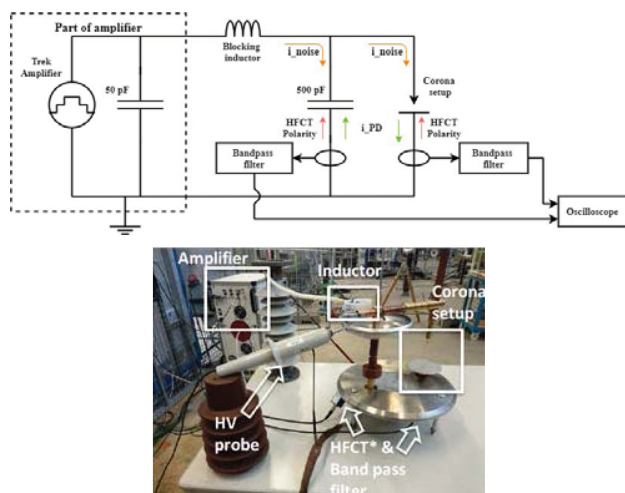 Part of amplifier
Trek
Amplifier
50 pF
Blocking
inductor
i_noise
i_noise
500 pF
Corona
setup
HFCT
Polarity
i_PD
HFCT
Polarity
Bandpass
filter
Bandpass
filter
Oscilloscope
Amplifier
Inductor
Corona
setup
HV
probe
HFCT* &
Band pass
filter